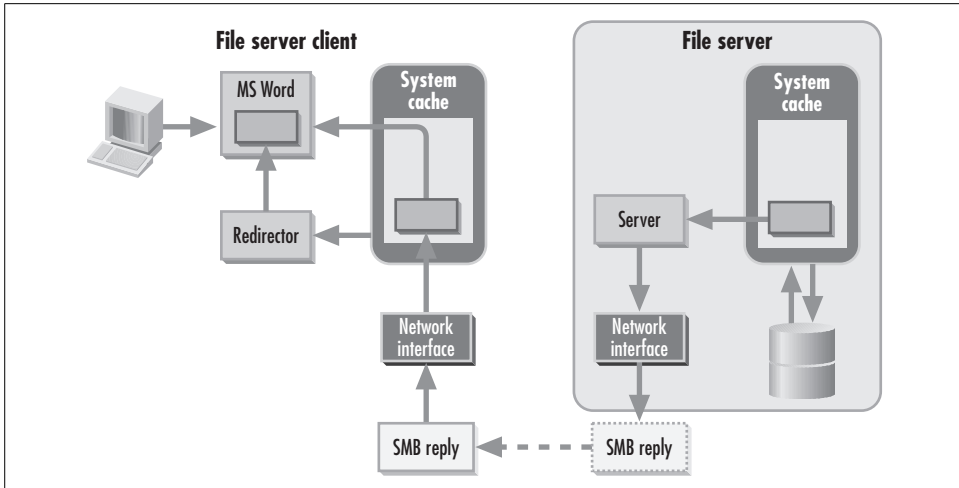 File server client
File server
MS Word
System
cache
System
cache
Redirector
Server
Network
interface
Network
interface
SMB reply
SMB reply